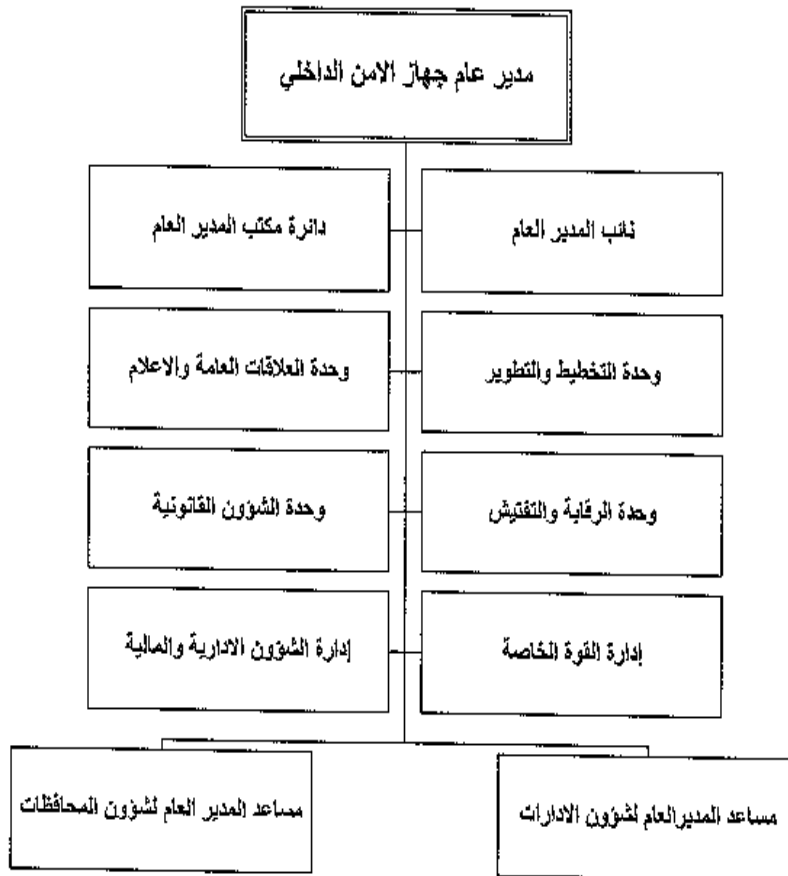 مدير عام جهاز الامن الداخلي
نائب المدير العام
دائرة مكتب المدير العام
وحدة التخطيط والتطوير
وحدة العلاقات العامة والاعلام
وحدة الرقابة والتفتيش
وحدة الشؤون القانونية
إدارة القوة الخاصة
إدارة الشؤون الادارية والمالية
مساعد المديرالعام لشؤون الادارات
مساعد المدير العام لشؤون المحافظات